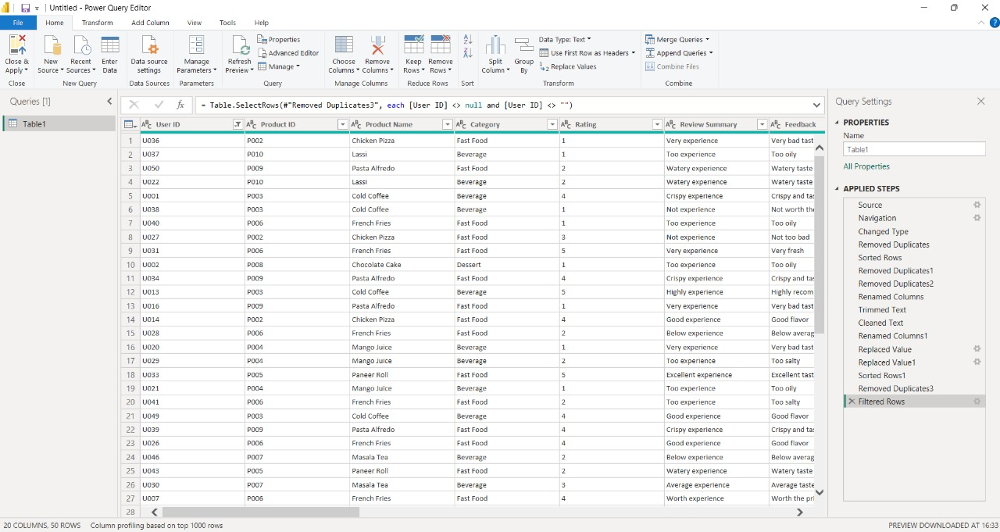 Untitled - Power Query Editor
File Home Transform Add Column View Tools Help
Close & Apply New Source Recent Sources Enter Data Data source settings Manage Parameters Refresh Preview Properties Advanced Editor Manage Choose Columns Remove Columns Keep Rows Remove Rows Split Column Group By Data Type: Text Use First Row as Headers Replace Values Merge Queries Append Queries Combine Files
Close New Query Data Sources Parameters Query Manage Columns Reduce Rows Sort Transform Combine
Queries [1]
Table1
= Table.SelectRows(#"Removed Duplicates3", each [User ID] <> null and [User ID] <> "")
User ID Product ID Product Name Category Rating Review Summary Feedback
1 U036 P002 Chicken Pizza Fast Food 1 Very experience Very bad tast
2 U037 P010 Lassi Beverage 1 Too experience Too oily
3 U050 P009 Pasta Alfredo Fast Food 2 Watery experience Watery taste
4 U022 P010 Lassi Beverage 2 Watery experience Watery taste
5 U001 P003 Cold Coffee Beverage 4 Crispy experience Crispy and ta
6 U038 P003 Cold Coffee Beverage 1 Not experience Not worth th
7 U040 P006 French Fries Fast Food 1 Too experience Too oily
8 U027 P002 Chicken Pizza Fast Food 3 Not experience Not too bad
9 U031 P006 French Fries Fast Food 5 Very experience Very fresh
10 U002 P008 Chocolate Cake Dessert 1 Too experience Too oily
11 U034 P009 Pasta Alfredo Fast Food 4 Crispy experience Crispy and ta
12 U013 P003 Cold Coffee Beverage 5 Highly experience Highly recom
13 U016 P009 Pasta Alfredo Fast Food 1 Very experience Very bad tast
14 U014 P002 Chicken Pizza Fast Food 4 Good experience Good flavor
15 U028 P006 French Fries Fast Food 2 Below experience Below averag
16 U020 P004 Mango Juice Beverage 1 Very experience Very bad tast
17 U029 P004 Mango Juice Beverage 2 Too experience Too salty
18 U033 P005 Paneer Roll Fast Food 5 Excellent experience Excellent tast
19 U021 P004 Mango Juice Beverage 1 Too experience Too oily
20 U041 P006 French Fries Fast Food 2 Too experience Too salty
21 U049 P003 Cold Coffee Beverage 4 Good experience Good flavor
22 U039 P009 Pasta Alfredo Fast Food 4 Crispy experience Crispy and ta
23 U026 P006 French Fries Fast Food 4 Good experience Good flavor
24 U046 P007 Masala Tea Beverage 2 Below experience Below averag
25 U043 P005 Paneer Roll Fast Food 2 Watery experience Watery taste
26 U030 P007 Masala Tea Beverage 3 Average experience Average taste
27 U007 P006 French Fries Fast Food 4 Worth experience Worth the pri
28
Query Settings
PROPERTIES
Name
Table1
All Properties
APPLIED STEPS
Source
Navigation
Changed Type
Removed Duplicates
Sorted Rows
Removed Duplicates1
Removed Duplicates2
Renamed Columns
Trimmed Text
Cleaned Text
Renamed Columns1
Replaced Value
Replaced Value1
Sorted Rows1
Removed Duplicates3
Filtered Rows
20 COLUMNS, 50 ROWS Column profiling based on top 1000 rows PREVIEW DOWNLOADED AT 16:33